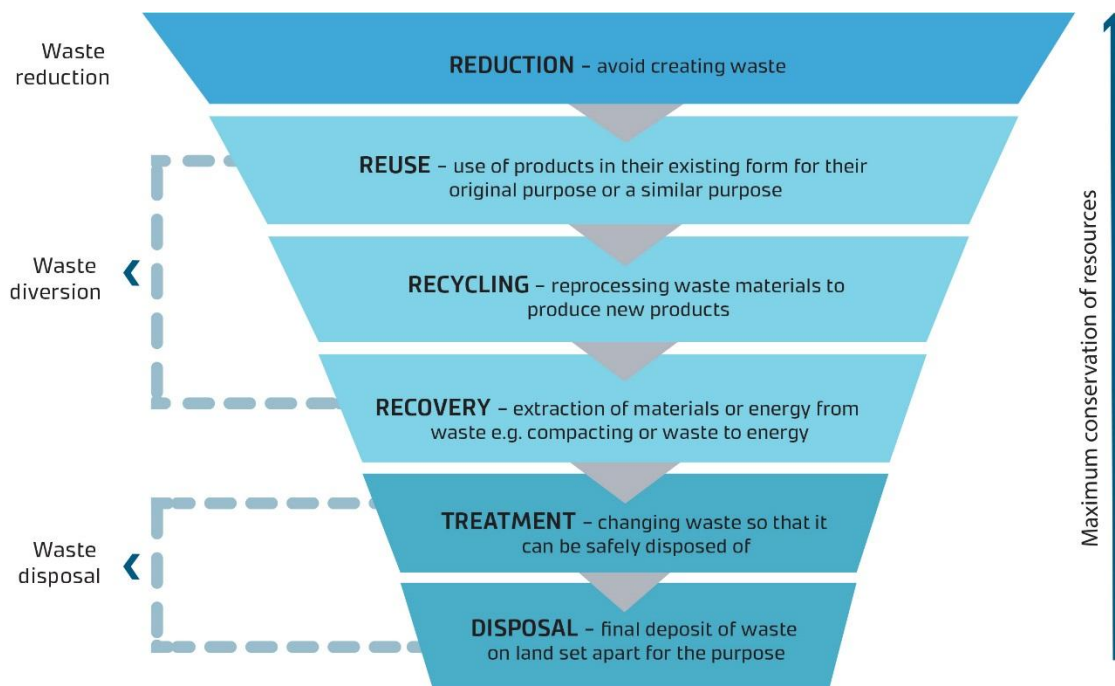 Waste
reduction
REDUCTION – avoid creating waste
REUSE – use of products in their existing form for their
original purpose or a similar purpose
Waste
diversion
RECYCLING – reprocessing waste materials to
produce new products
RECOVERY – extraction of materials or energy from
waste e.g. compacting or waste to energy
Waste
disposal
TREATMENT – changing waste so that it
can be safely disposed of
DISPOSAL – final deposit of waste
on land set apart for the purpose
Maximum conservation of resources